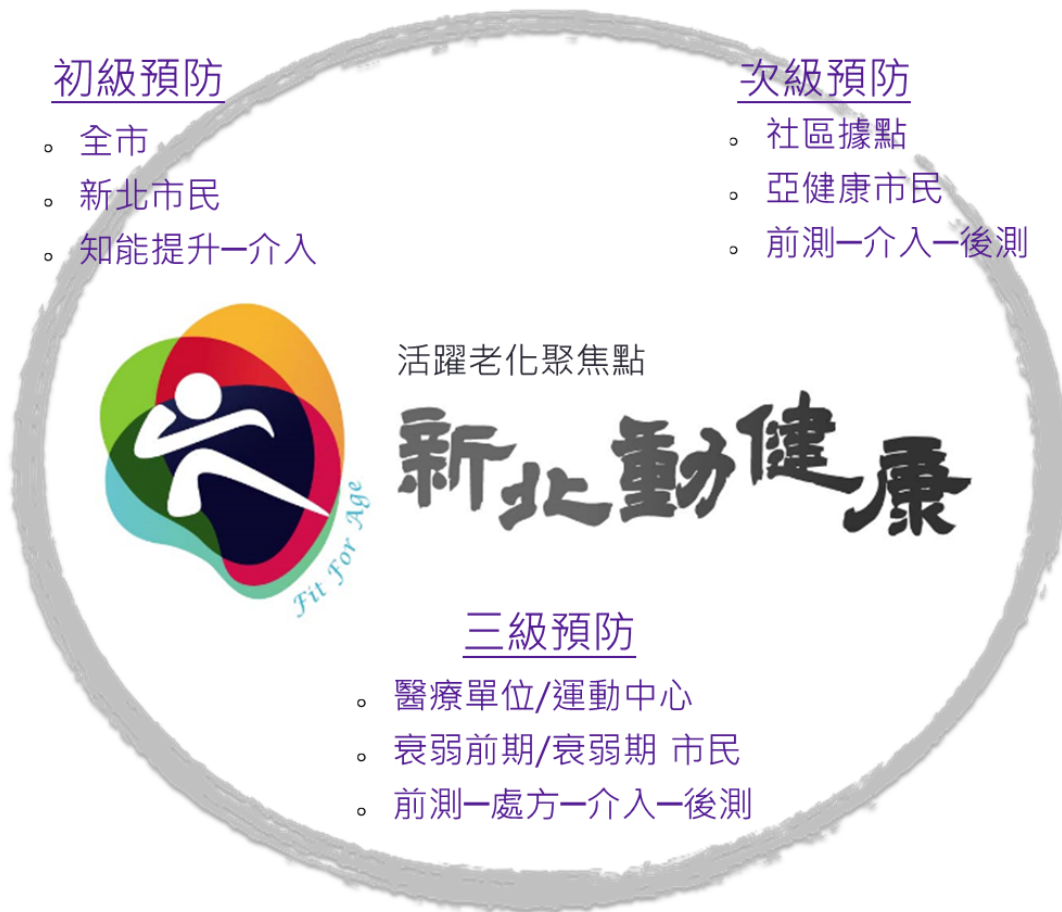 初級預防
。 全市
。 新北市民
。 知能提升ー介入
次級預防
。 社區據點
。 亞健康市民
。 前測ー介入ー後測
活躍老化聚焦點
新北動健康
Fit For Age
三級預防
。 醫療單位/運動中心
。 衰弱前期/衰弱期 市民
。 前測ー處方ー介入ー後測